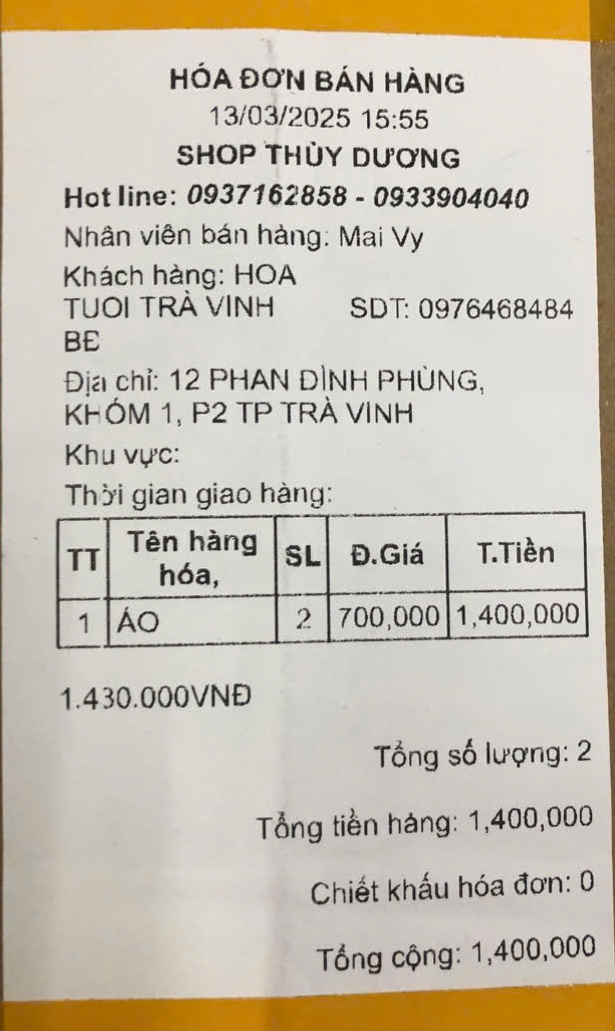 HÓA ĐƠN BÁN HÀNG
13/03/2025 15:55
SHOP THÙY DƯƠNG
Hot line: 0937162858 - 0933904040
Nhân viên bán hàng: Mai Vy
Khách hàng: HOA
TUOI TRÀ VINH SDT: 0976468484
BE
Địa chỉ: 12 PHAN ĐÌNH PHÙNG,
KHÓM 1, P2 TP TRÀ VINH
Khu vực:
Thời gian giao hàng:
TT Tên hàng hóa, SL Đ.Giá T.Tiền
1 ÁO 2 700,000 1,400,000
1.430.000VNĐ
Tổng số lượng: 2
Tổng tiền hàng: 1,400,000
Chiết khấu hóa đơn: 0
Tổng cộng: 1,400,000